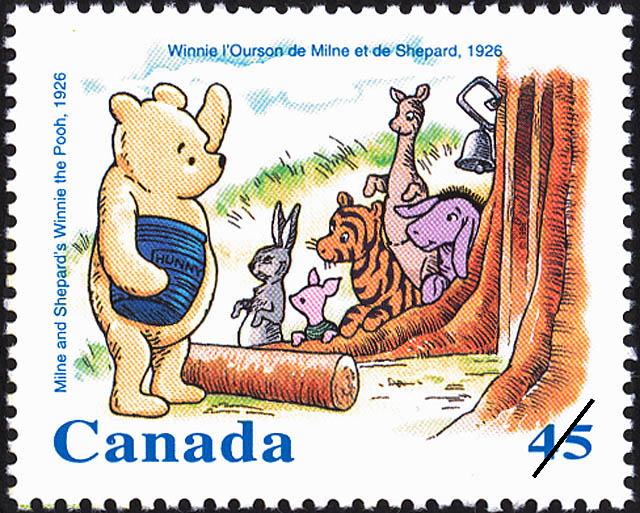 Winnie l'Ourson de Milne et de Shepard, 1926
Milne and Shepard's Winnie the Pooh, 1926
HUNNY
Canada
45